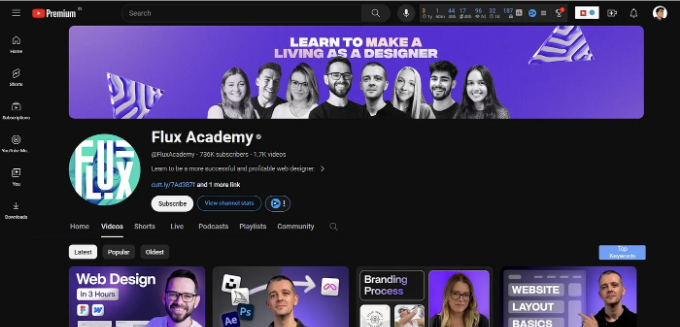 Premium
Search
LEARN TO MAKE A
LIVING AS A DESIGNER
Home
Shorts
Subscriptions
You
Downloads
FLUX
Flux Academy
@FluxAcademy · 736K subscribers · 1.7K videos
Learn to be a more successful and profitable web designer
cutt.ly/7Ad387f and 1 more link
Subscribe
View channel stats
Home Videos Shorts Live Podcasts Playlists Community
Latest Popular Oldest
Top
Keywords
Web Design
In 3 Hours
Ae
Ps
Branding
Process
WEBSITE
LAYOUT
BASICS